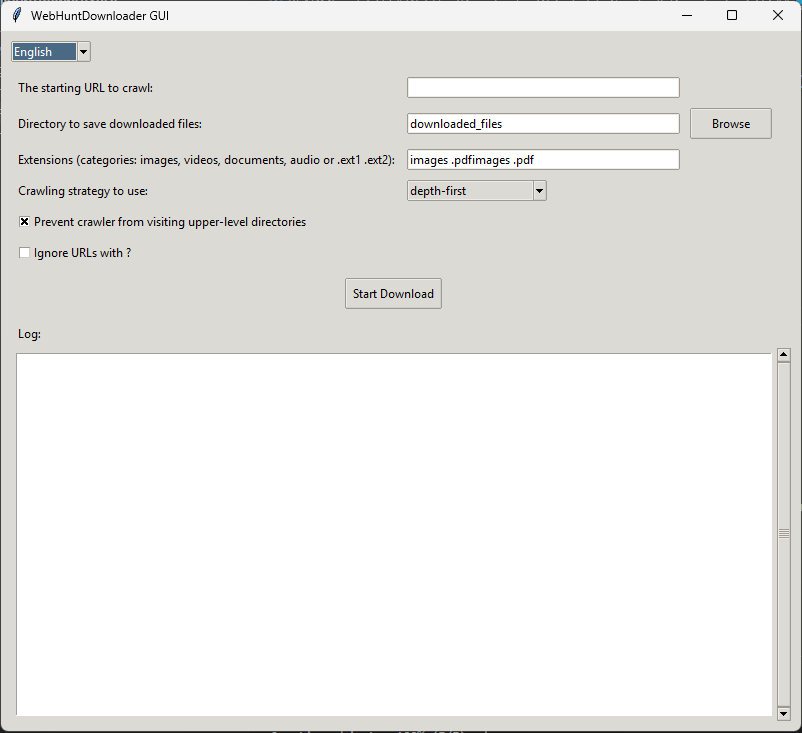 WebHuntDownloader GUI
English
The starting URL to crawl:
Directory to save downloaded files: downloaded_files Browse
Extensions (categories: images, videos, documents, audio or .ext1 .ext2): images .pdfimages .pdf
Crawling strategy to use: depth-first
Prevent crawler from visiting upper-level directories
Ignore URLs with ?
Start Download
Log: